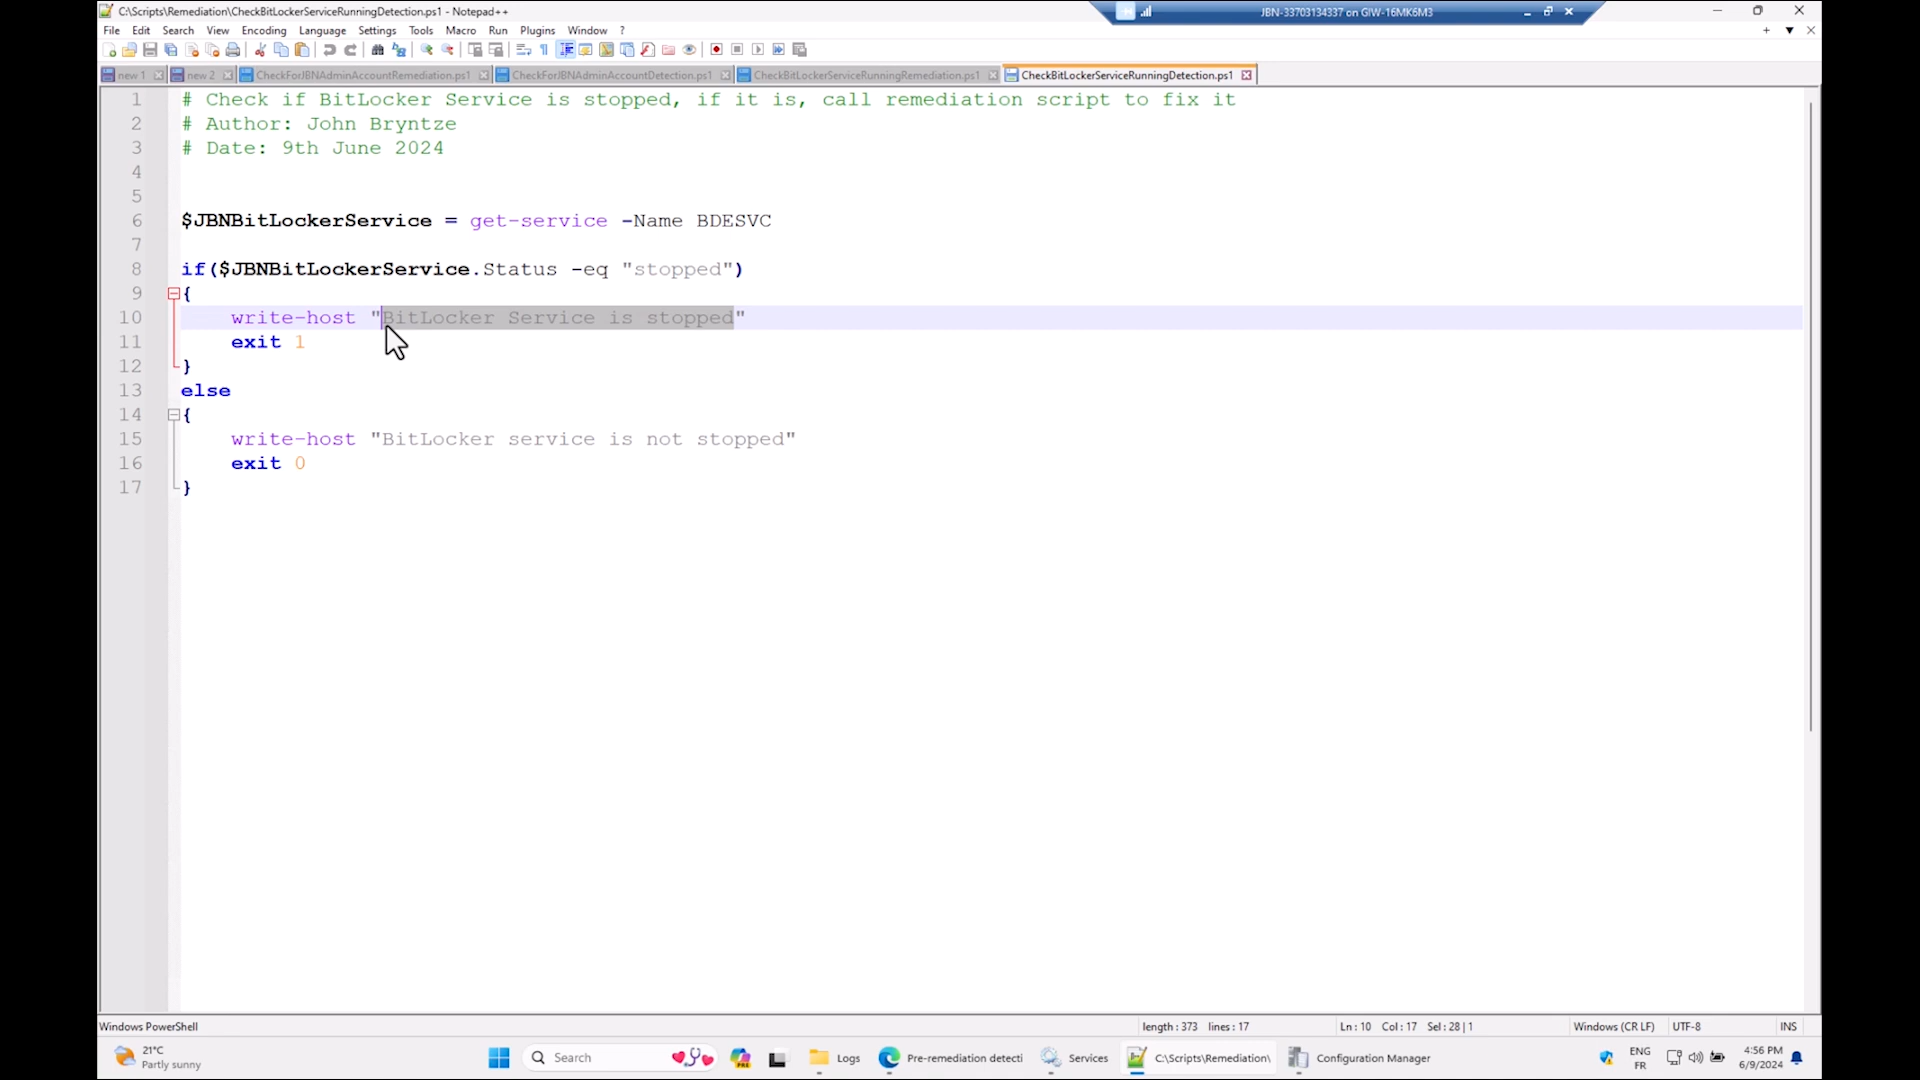 C:\Scripts\Remediation\CheckBitLockerServiceRunningDetection.ps1 - Notepad++
JBN-33703134337 on GIW-16MK6M3
File Edit Search View Encoding Language Settings Tools Macro Run Plugins Window ?
new 1 new 2 CheckForJBNAdminAccountRemediation.ps1 CheckForJBNAdminAccountDetection.ps1 CheckBitLockerServiceRunningRemediation.ps1 CheckBitLockerServiceRunningDetection.ps1
1 # Check if BitLocker Service is stopped, if it is, call remediation script to fix it
2 # Author: John Bryntze
3 # Date: 9th June 2024
4
5
6 $JBNBitLockerService = get-service -Name BDESVC
7
8 if($JBNBitLockerService.Status -eq "stopped")
9 {
10 write-host "BitLocker Service is stopped"
11 exit 1
12 }
13 else
14 {
15 write-host "BitLocker service is not stopped"
16 exit 0
17 }
Windows PowerShell length : 373 lines : 17 Ln : 10 Col : 17 Sel : 28 | 1 Windows (CR LF) UTF-8 INS
21°C
Partly sunny
Search
PRE
Logs
Pre-remediation detecti
Services
C:\Scripts\Remediation\
Configuration Manager
ENG
FR
4:56 PM
6/9/2024